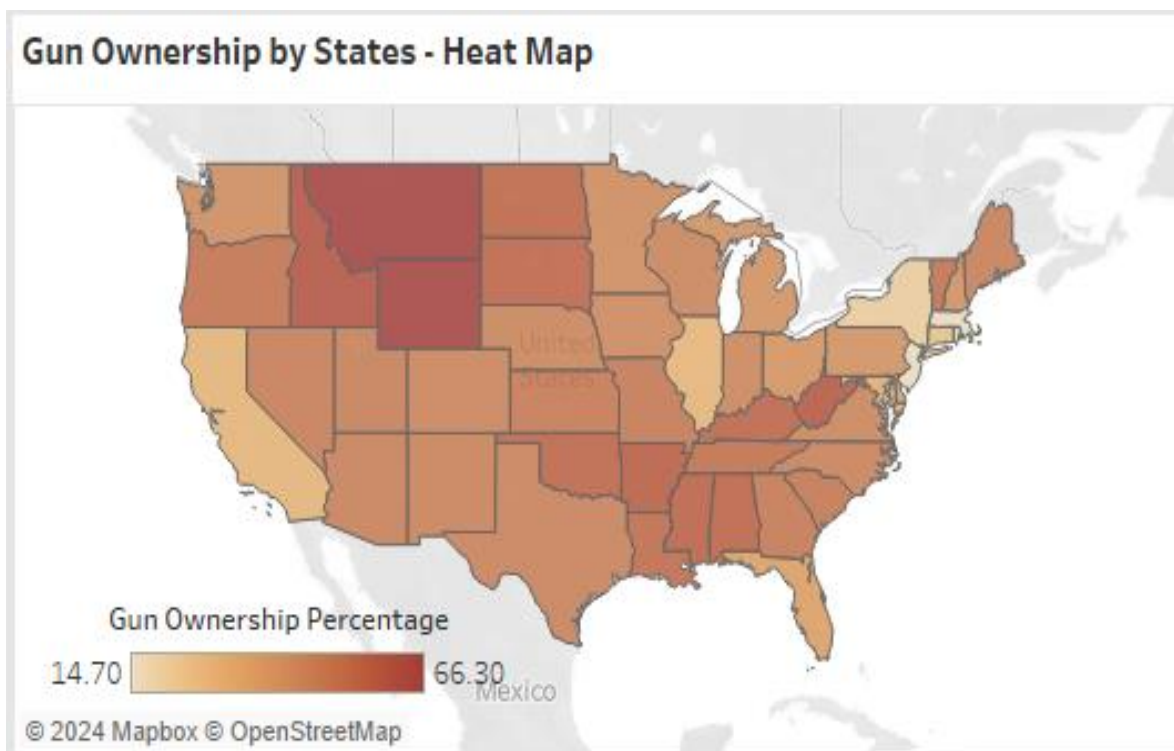 Gun Ownership by States - Heat Map
United
States
Gun Ownership Percentage
14.70 66.30
Mexico
© 2024 Mapbox © OpenStreetMap